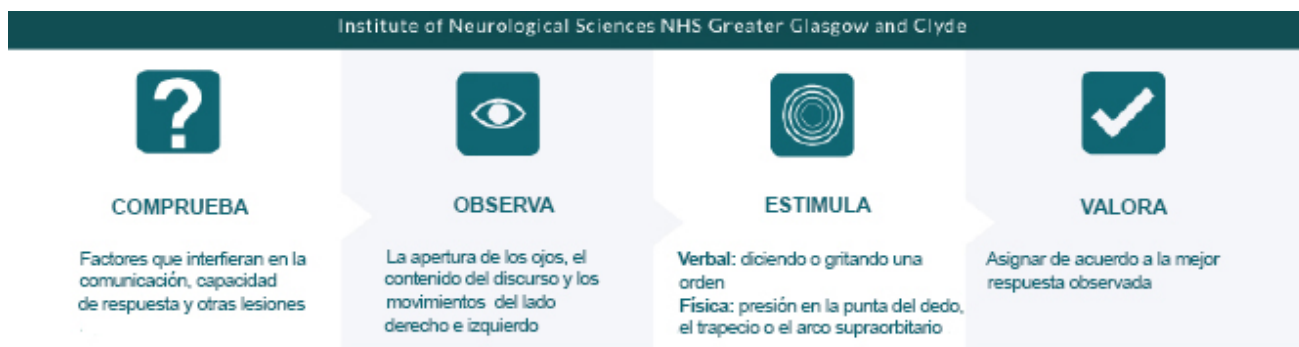 Institute of Neurological Sciences NHS Greater Glasgow and Clyde
?
COMPRUEBA
Factores que interfieran en la
comunicación, capacidad
de respuesta y otras lesiones
OBSERVA
La apertura de los ojos, el
contenido del discurso y los
movimientos del lado
derecho e izquierdo
ESTIMULA
Verbal: diciendo o gritando una
orden
Física: presión en la punta del dedo,
el trapecio o el arco supraorbitario
VALORA
Asignar de acuerdo a la mejor
respuesta observada